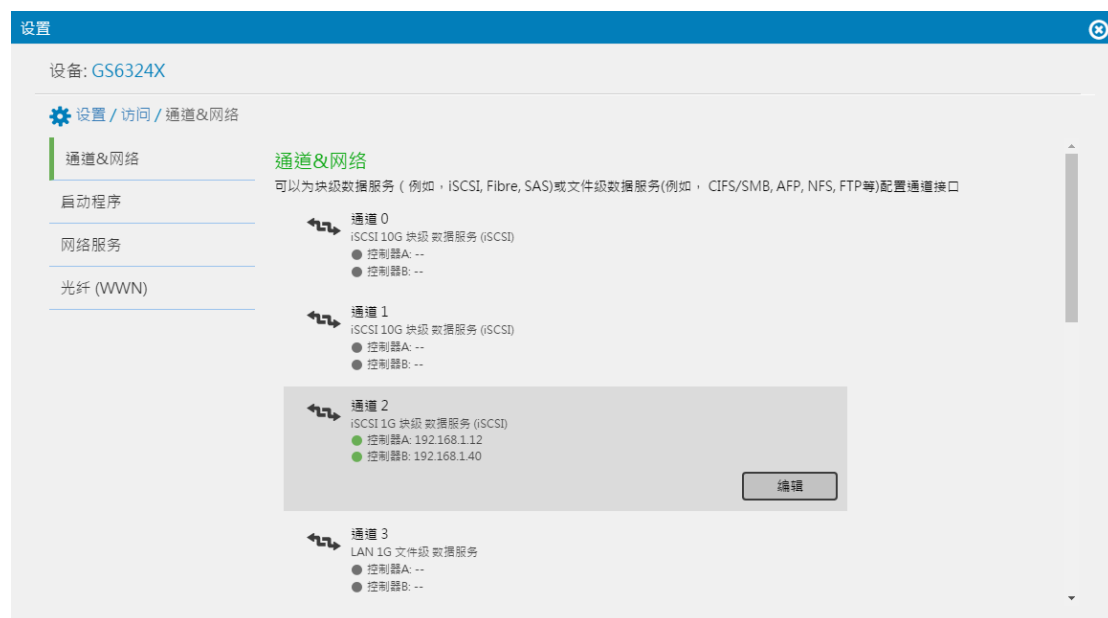 设置
设备: GS6324X
设置 / 访问 / 通道&网络
通道&网络
启动程序
网络服务
光纤 (WWN)
通道&网络
可以为块级数据服务 ( 例如，iSCSI, Fibre, SAS)或文件级数据服务(例如， CIFS/SMB, AFP, NFS, FTP等)配置通道接口
通道 0
iSCSI 10G 块级 数据服务 (iSCSI)
控制器A: --
控制器B: --
通道 1
iSCSI 10G 块级 数据服务 (iSCSI)
控制器A: --
控制器B: --
通道 2
iSCSI 1G 块级 数据服务 (iSCSI)
控制器A: 192.168.1.12
控制器B: 192.168.1.40
编辑
通道 3
LAN 1G 文件级 数据服务
控制器A: --
控制器B: --